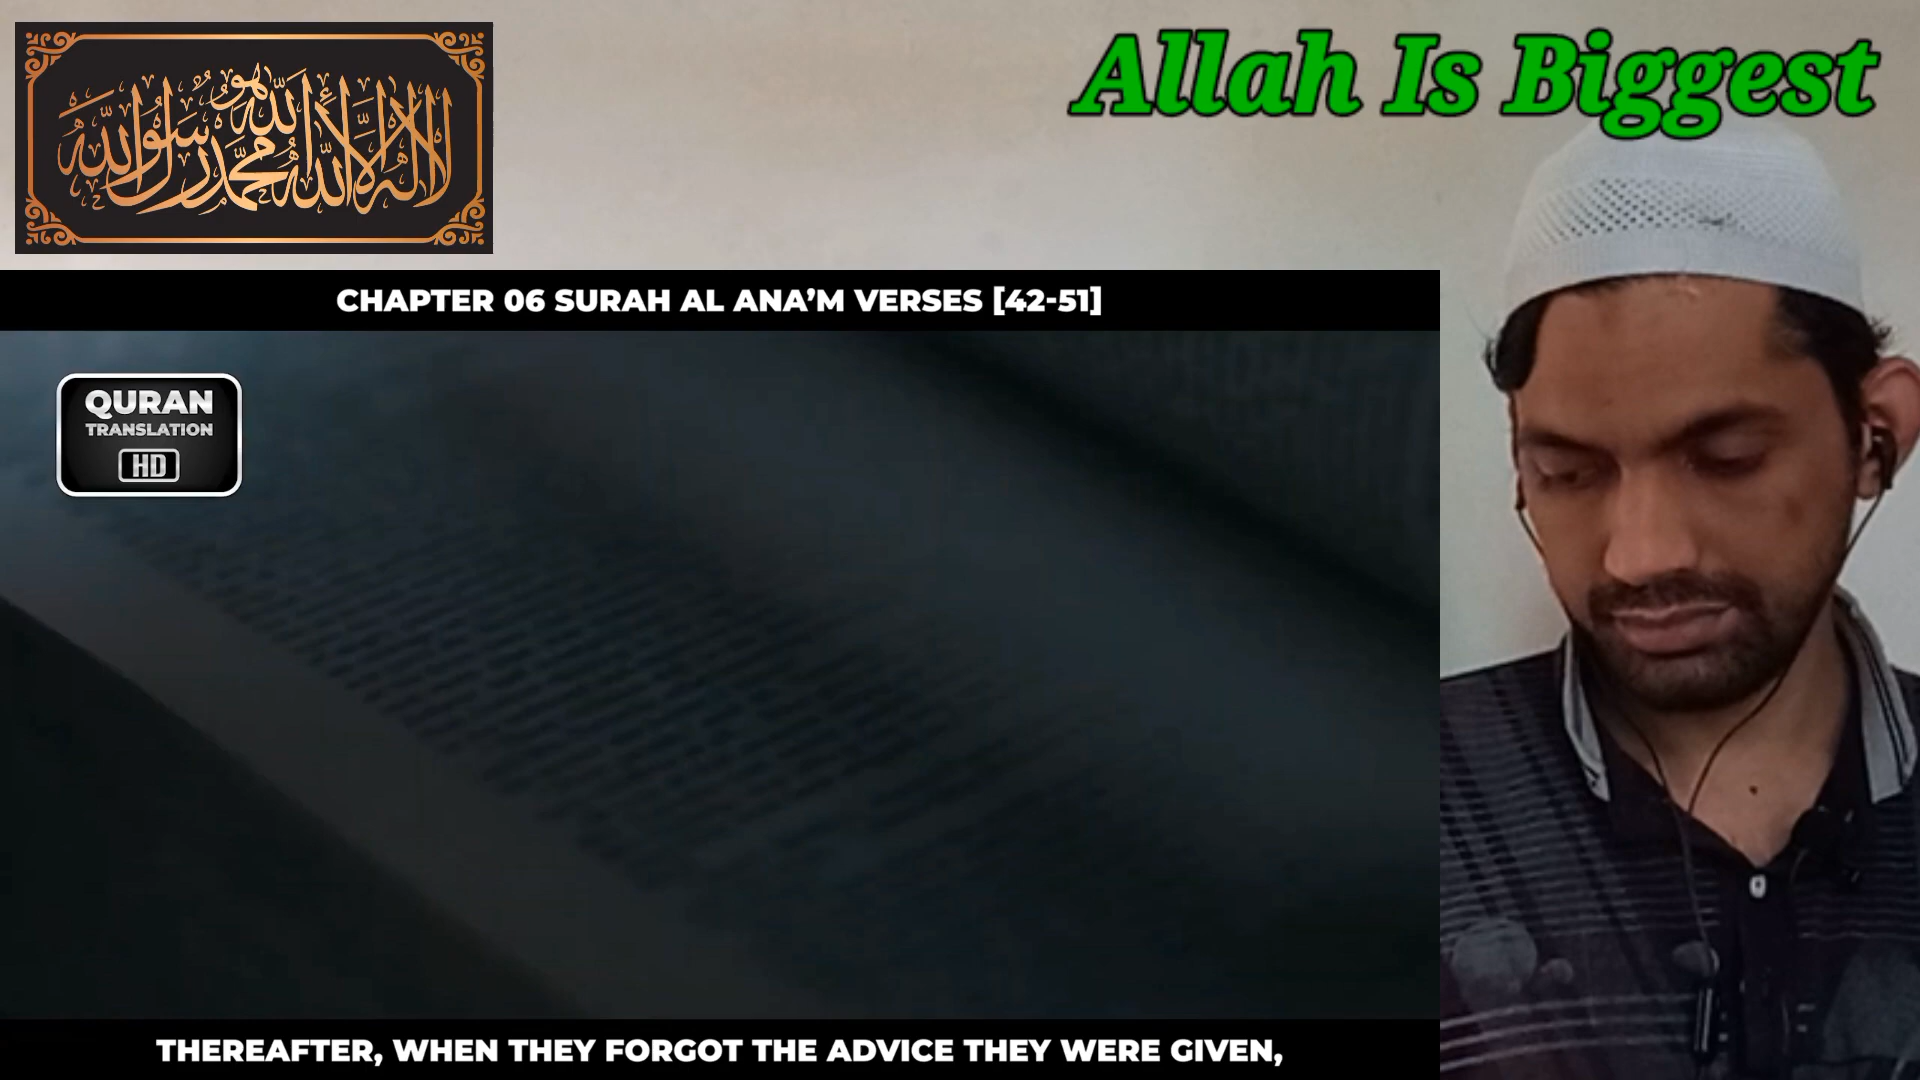 لا إله إلا الله محمد رسول الله
Allah Is Biggest
CHAPTER 06 SURAH AL ANA’M VERSES [42-51]
QURAN
TRANSLATION
HD
THEREAFTER, WHEN THEY FORGOT THE ADVICE THEY WERE GIVEN,